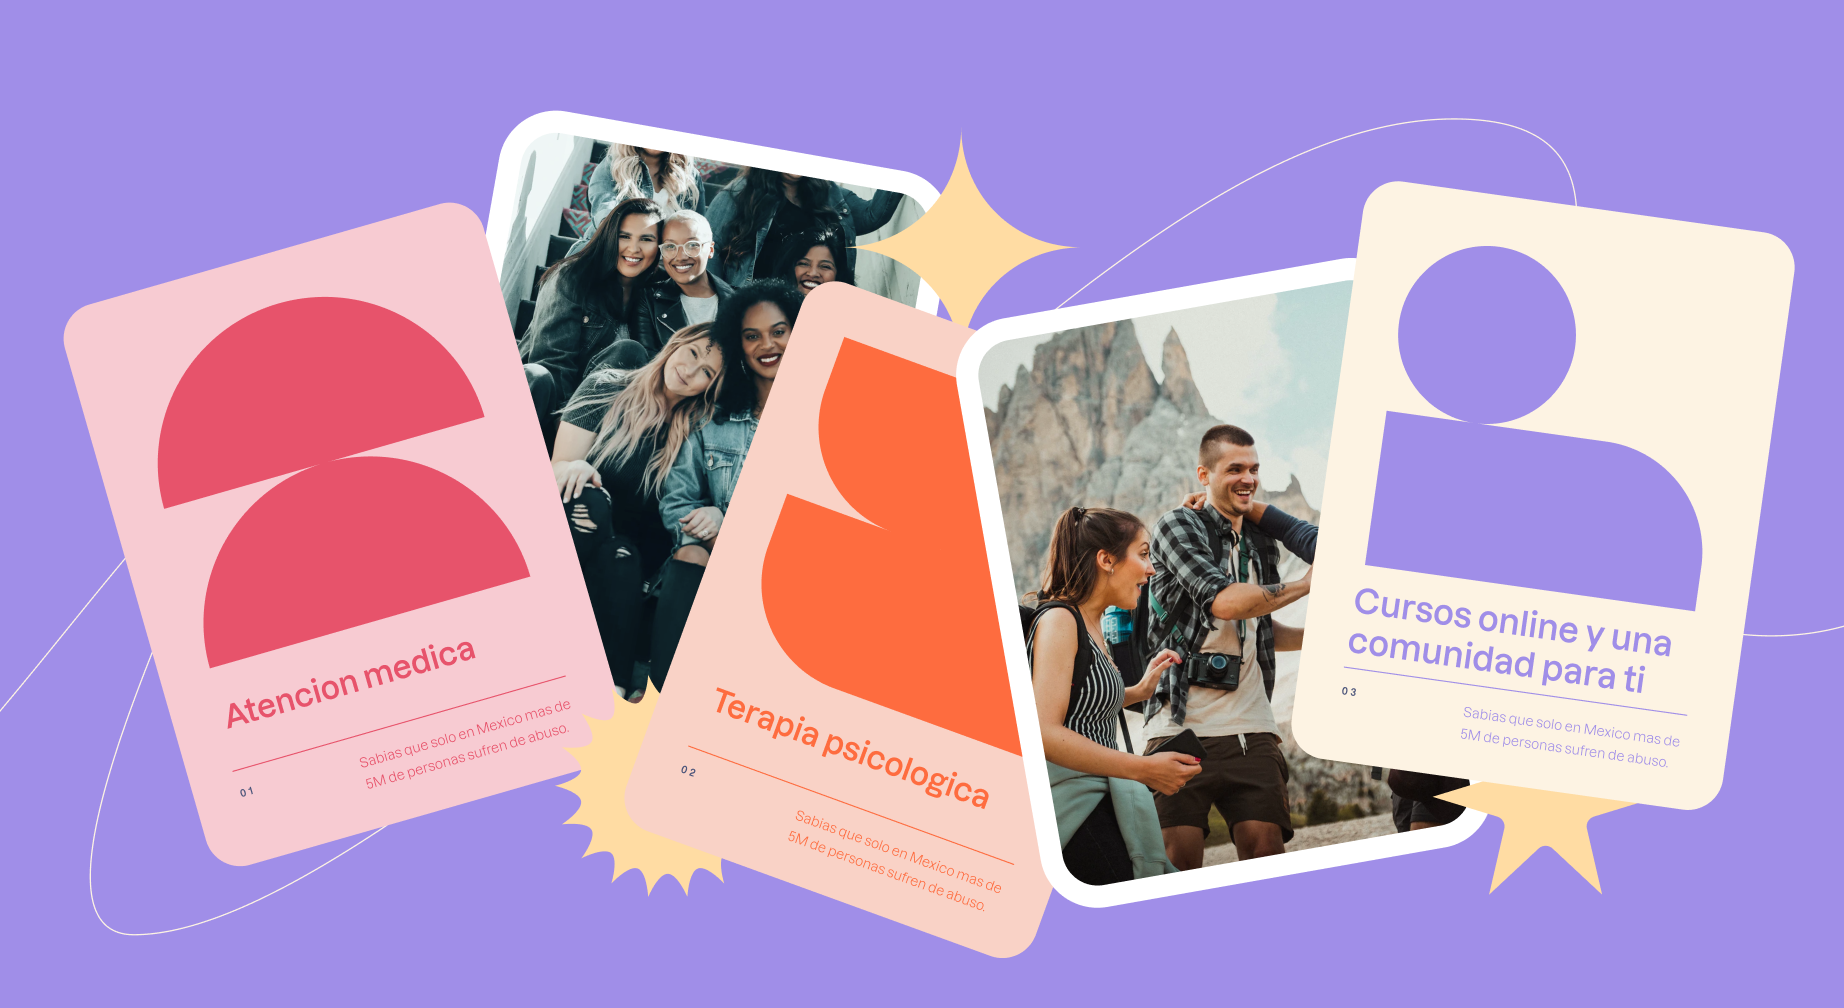 Atencion medica
Sabias que solo en Mexico mas de
5M de personas sufren de abuso.
01
Terapia psicologica
02
Sabias que solo en Mexico mas de
5M de personas sufren de abuso.
Cursos online y una
comunidad para ti
03
Sabias que solo en Mexico mas de
5M de personas sufren de abuso.